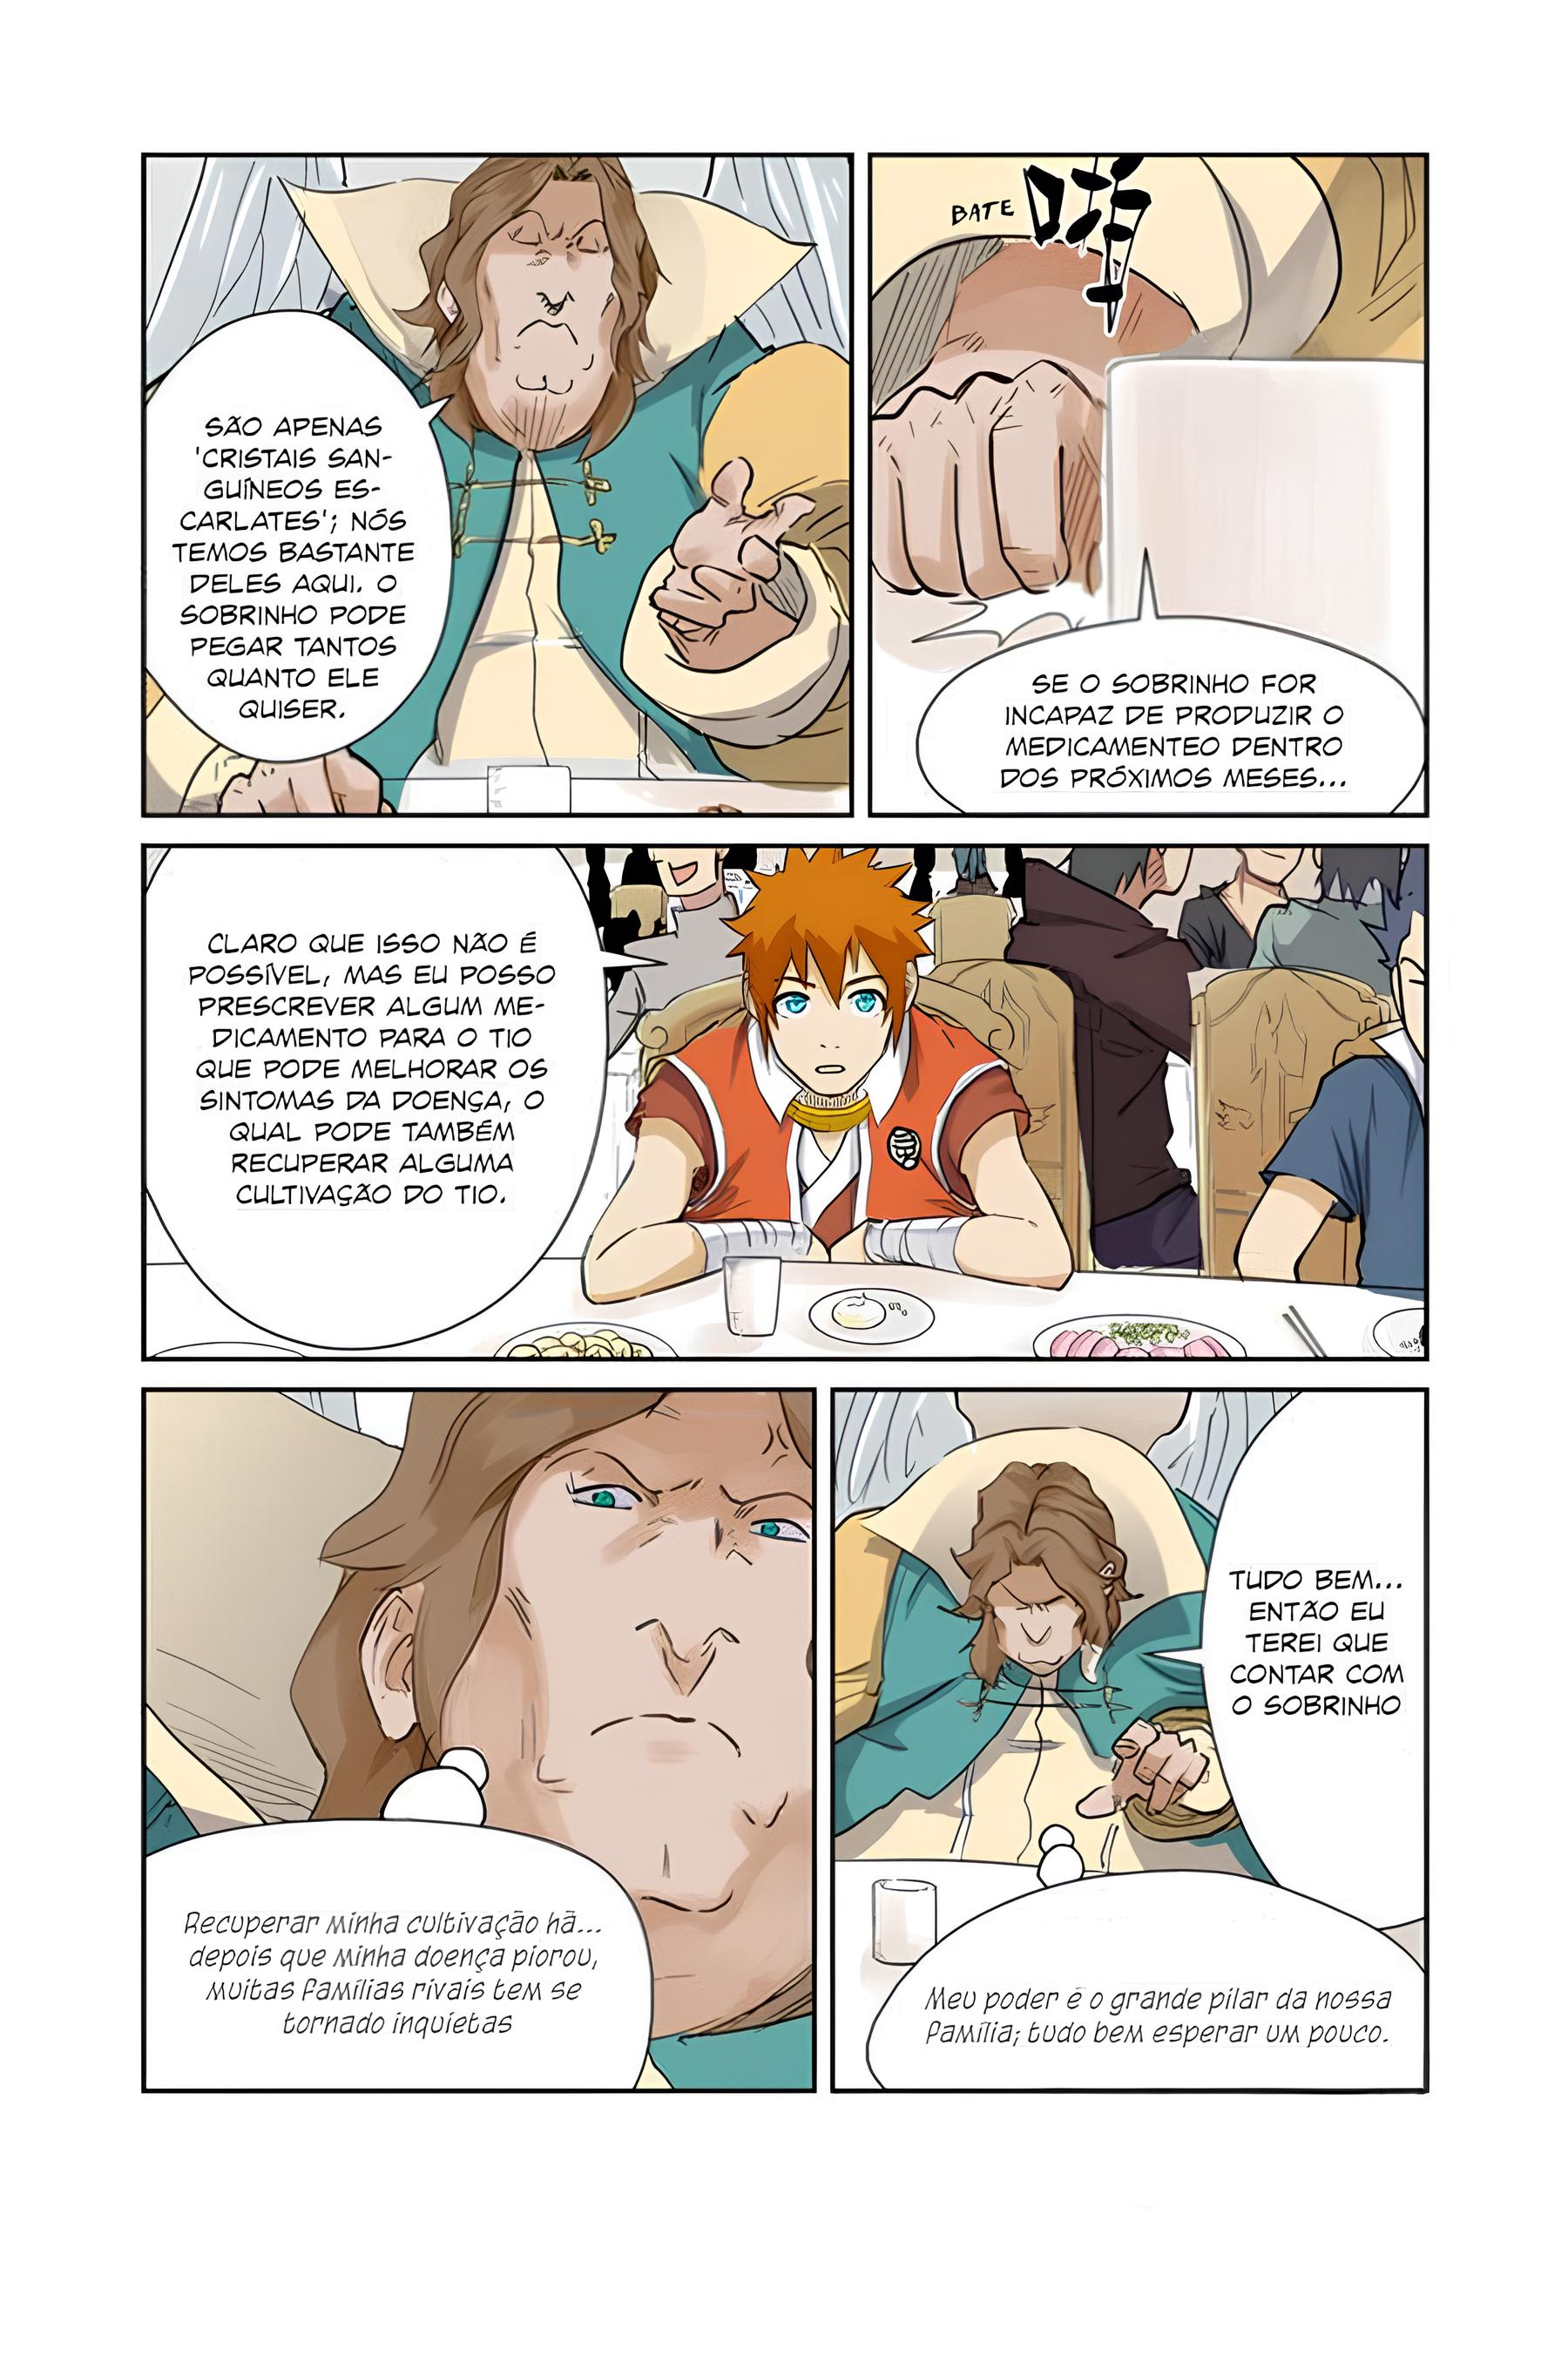 SÃO APENAS
'CRISTAIS SAN-
GUÍNEOS ES-
CARLATES'; NÓS
TEMOS BASTANTE
DELES AQUI. O
SOBRINHO PODE
PEGAR TANTOS
QUANTO ELE
QUISER.
BATE
SE O SOBRINHO FOR
INCAPAZ DE PRODUZIR O
MEDICAMENTEO DENTRO
DOS PRÓXIMOS MESES...
CLARO QUE ISSO NÃO É
POSSÍVEL, MAS EU POSSO
PRESCREVER ALGUM ME-
DICAMENTO PARA O TIO
QUE PODE MELHORAR OS
SINTOMAS DA DOENÇA, O
QUAL PODE TAMBÉM
RECUPERAR ALGUMA
CULTIVAÇÃO DO TIO.
Recuperar minha cultivação hã...
depois que minha doença piorou,
muitas famílias rivais tem se
tornado inquietas
TUDO BEM...
ENTÃO EU
TEREI QUE
CONTAR COM
O SOBRINHO
Meu poder é o grande pilar da nossa
família; tudo bem esperar um pouco.